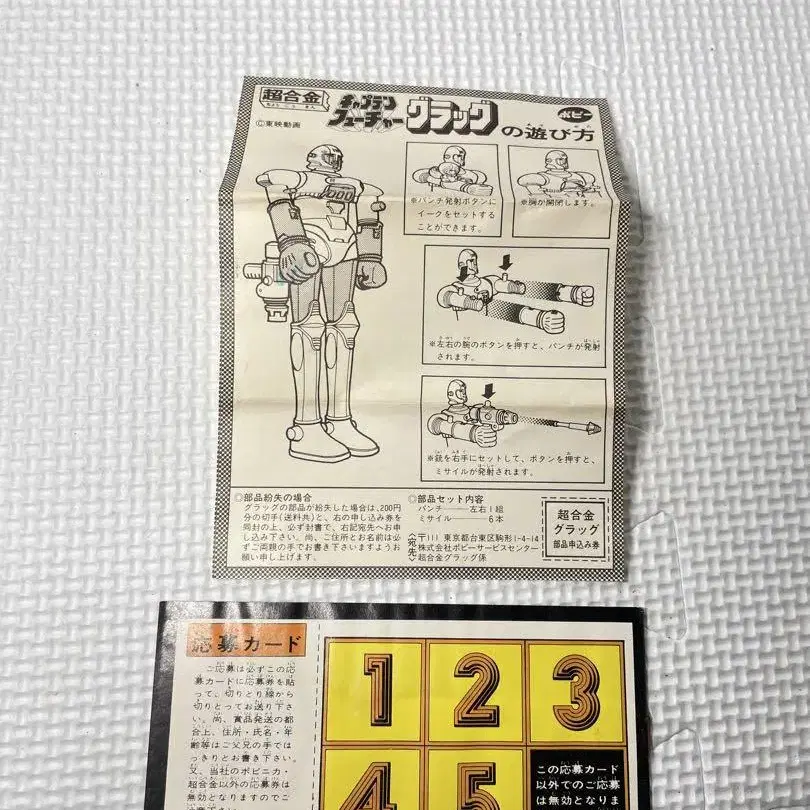 超合金
ちょうごうきん
キャプテン
フューチャー
グラッグ
の遊び方
ポピー
©東映動画
※パンチ発射ボタンに
イークをセットする
ことができます。
※胸が開閉します。
※左右の腕のボタンを押すと、パンチが発射
されます。
※銃を右手にセットして、ボタンを押すと、
ミサイルが発射されます。
○部品紛失の場合
グラッグの部品が紛失した場合は、200円
分の切手(送料共)と、右の申し込み券を
同封の上、必ず封書で、右記宛先へお申
し込み下さい。尚、ご住所とお名前は必
ずご両親の手でお書き下さいますようお
願い申し上げます。
○部品セット内容
パンチ――左右1組
ミサイル――6本
〈宛先〉
〒111 東京都台東区駒形1-4-14
株式会社ポピーサービスセンター
超合金グラッグ係
超合金
グラッグ
部品申込み券
応募カード
ご応募は必ずこの応
募カードに応募券を貼
って、切りとり線から
切りとってお送り下さ
い。尚、賞品発送の都
合上、住所・氏名・年
齢等はご父兄の手では
っきりとお書き下さい。
又、当社のポピニカ・
超合金以外の応募券は
無効となりますのでご
1
2
3
4
5
この応募カード
以外でのご応募
は無効となりま